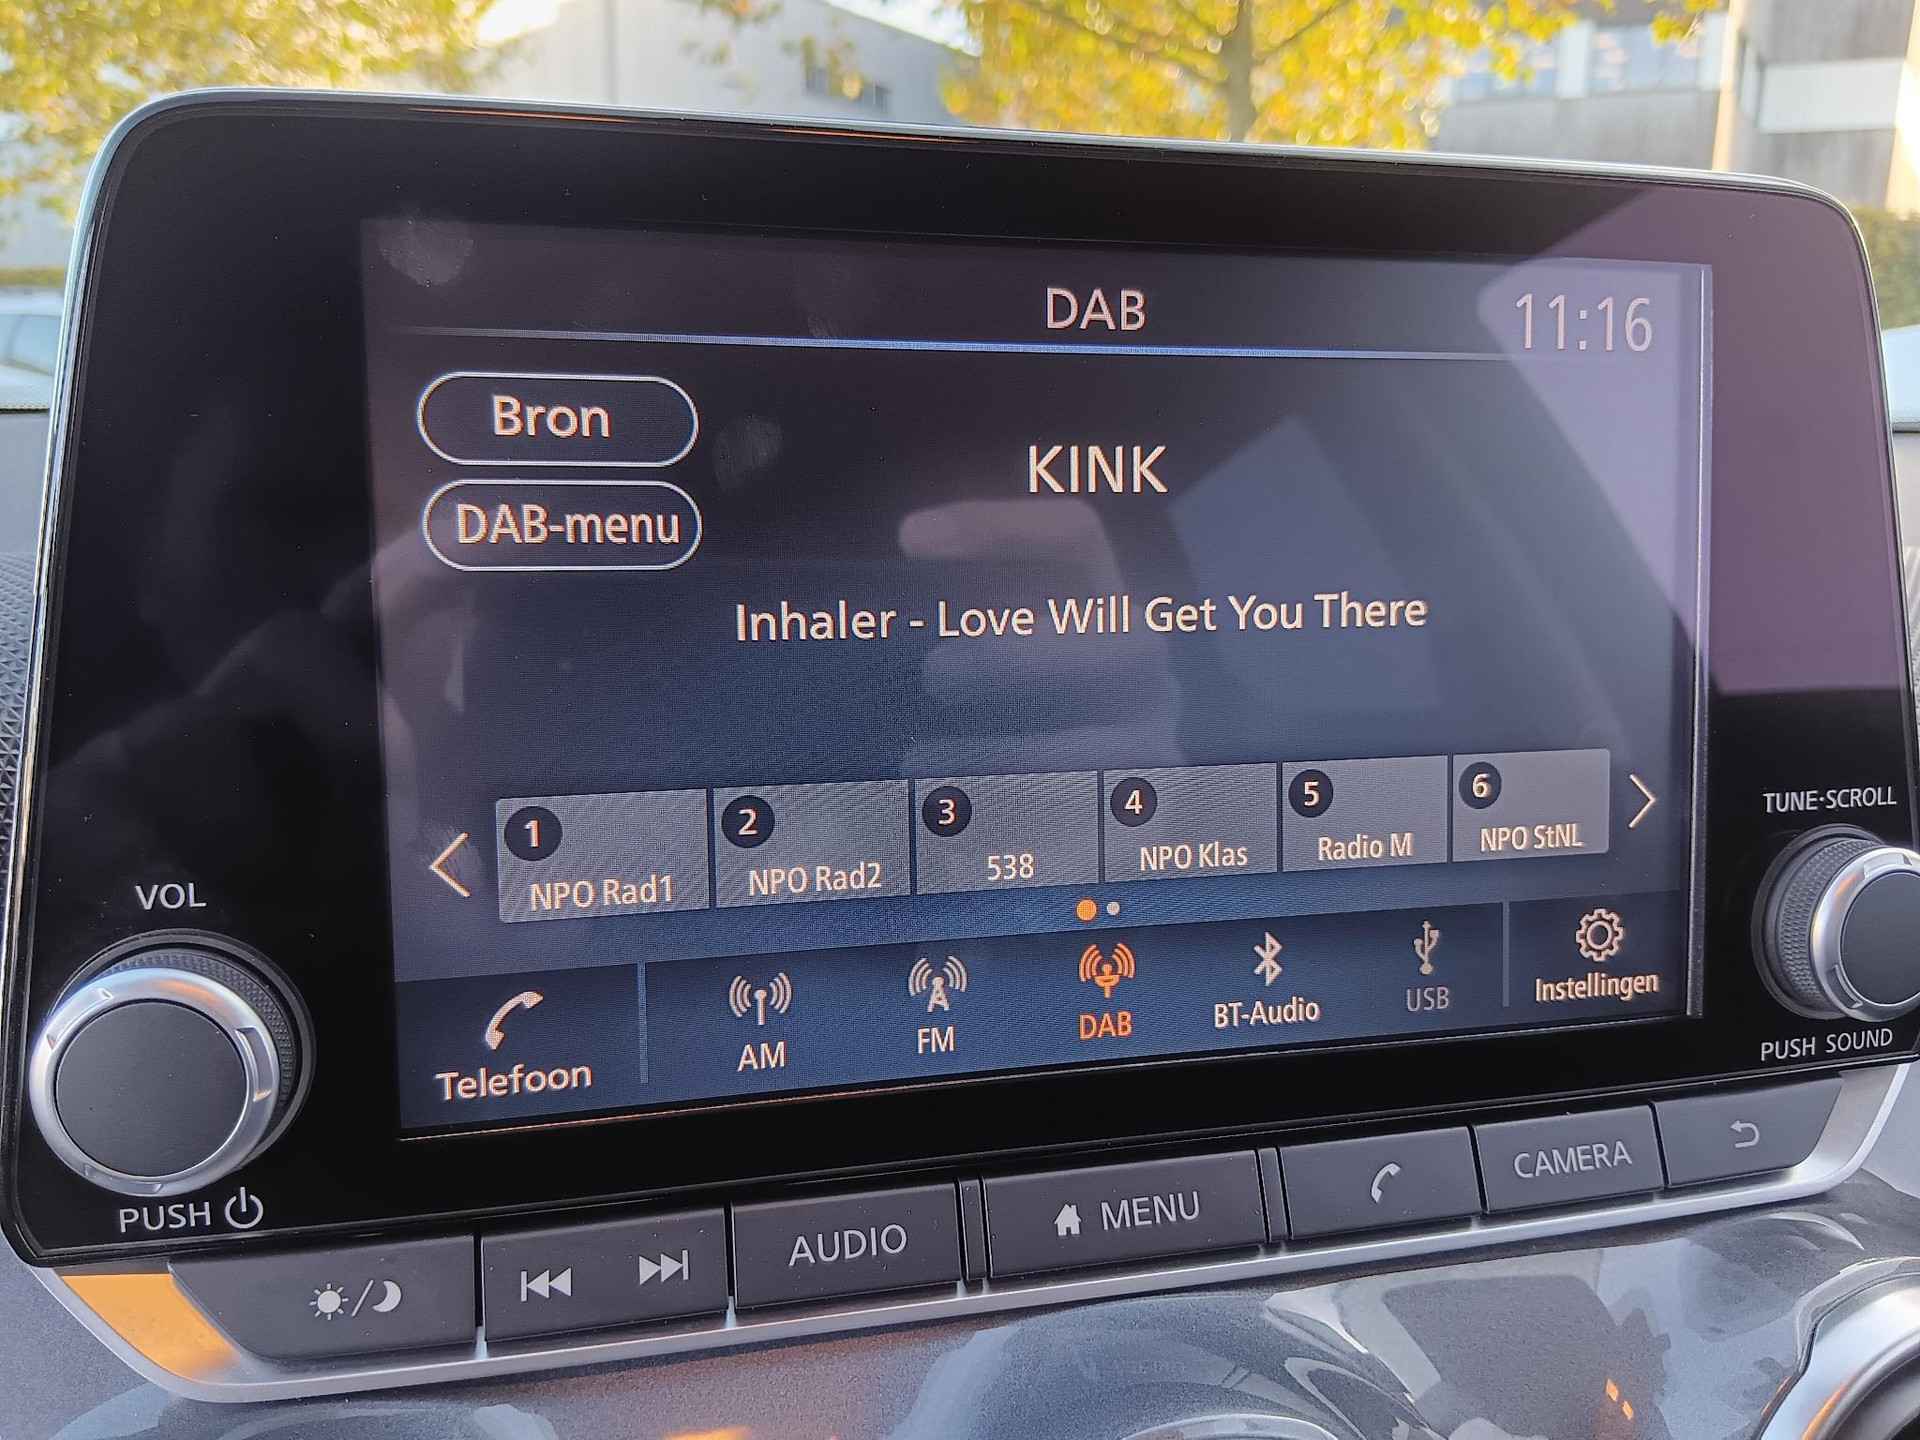 DAB
11:16
Bron
KINK
DAB-menu
Inhaler - Love Will Get You There
1
NPO Rad1
2
NPO Rad2
3
538
4
NPO Klas
5
Radio M
6
NPO StNL
Telefoon
AM
FM
DAB
BT-Audio
USB
Instellingen
VOL
PUSH
TUNE·SCROLL
PUSH SOUND
AUDIO
MENU
CAMERA